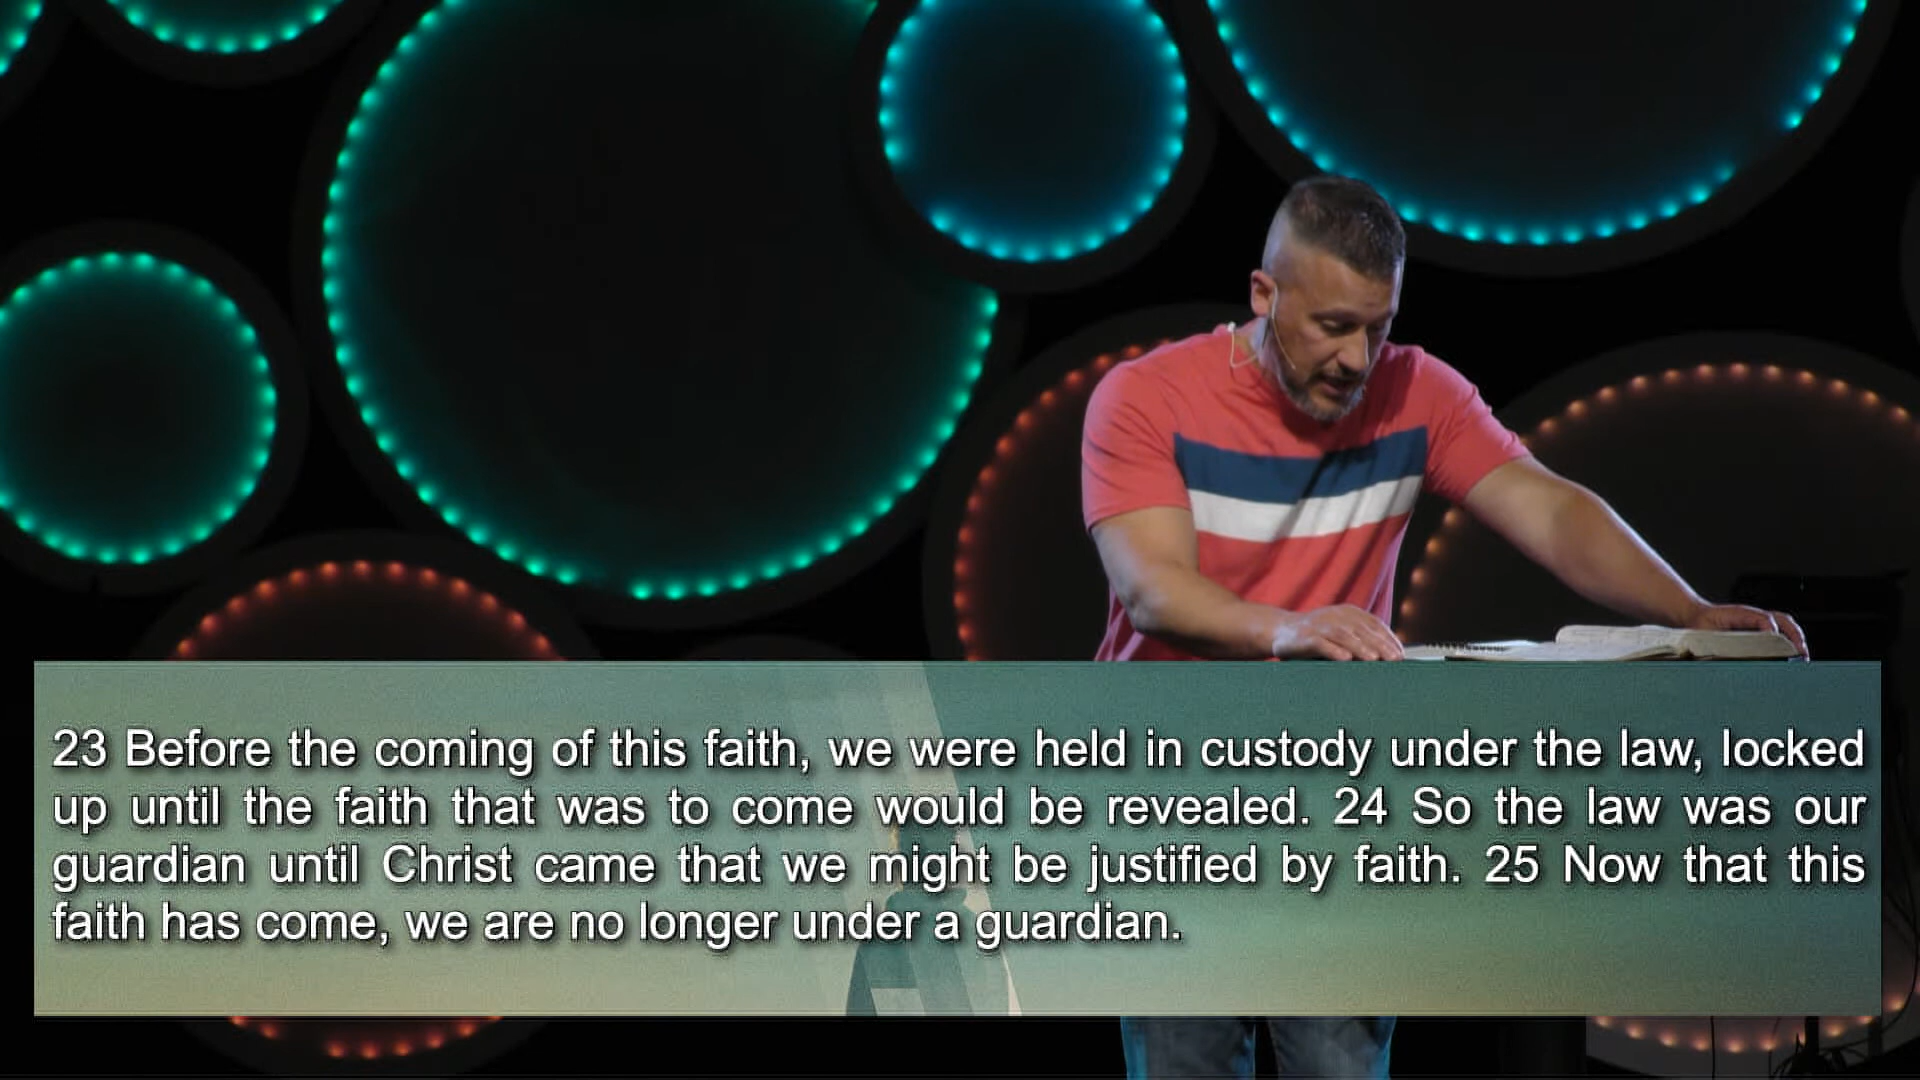 23 Before the coming of this faith, we were held in custody under the law, locked
up until the faith that was to come would be revealed. 24 So the law was our
guardian until Christ came that we might be justified by faith. 25 Now that this
faith has come, we are no longer under a guardian.